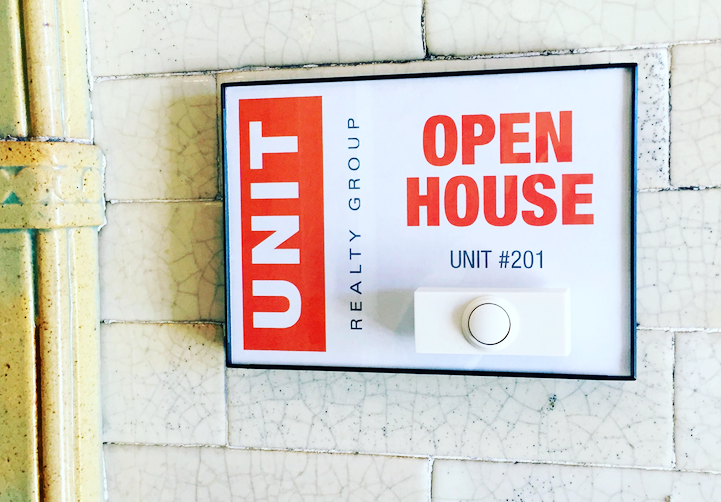 UNIT
REALTY GROUP
OPEN
HOUSE
UNIT #201